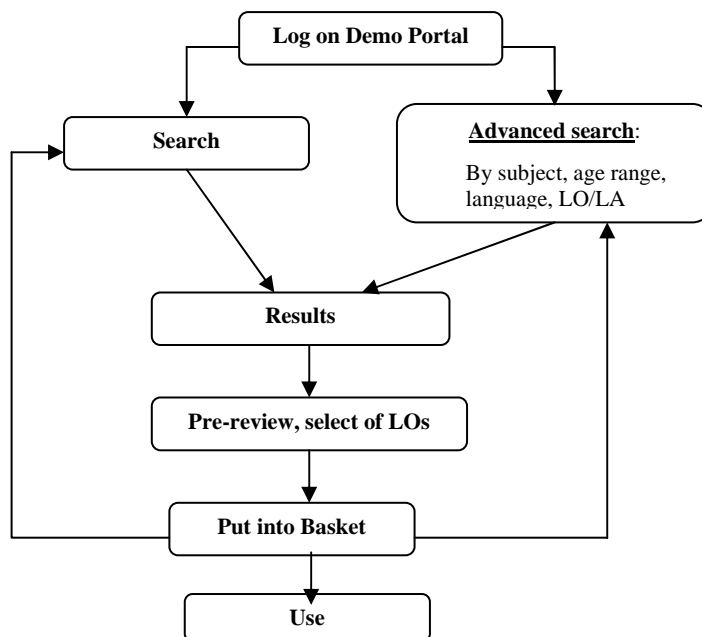 Log on Demo Portal
Search
Advanced search:
By subject, age range,
language, LO/LA
Results
Pre-review, select of LOs
Put into Basket
Use